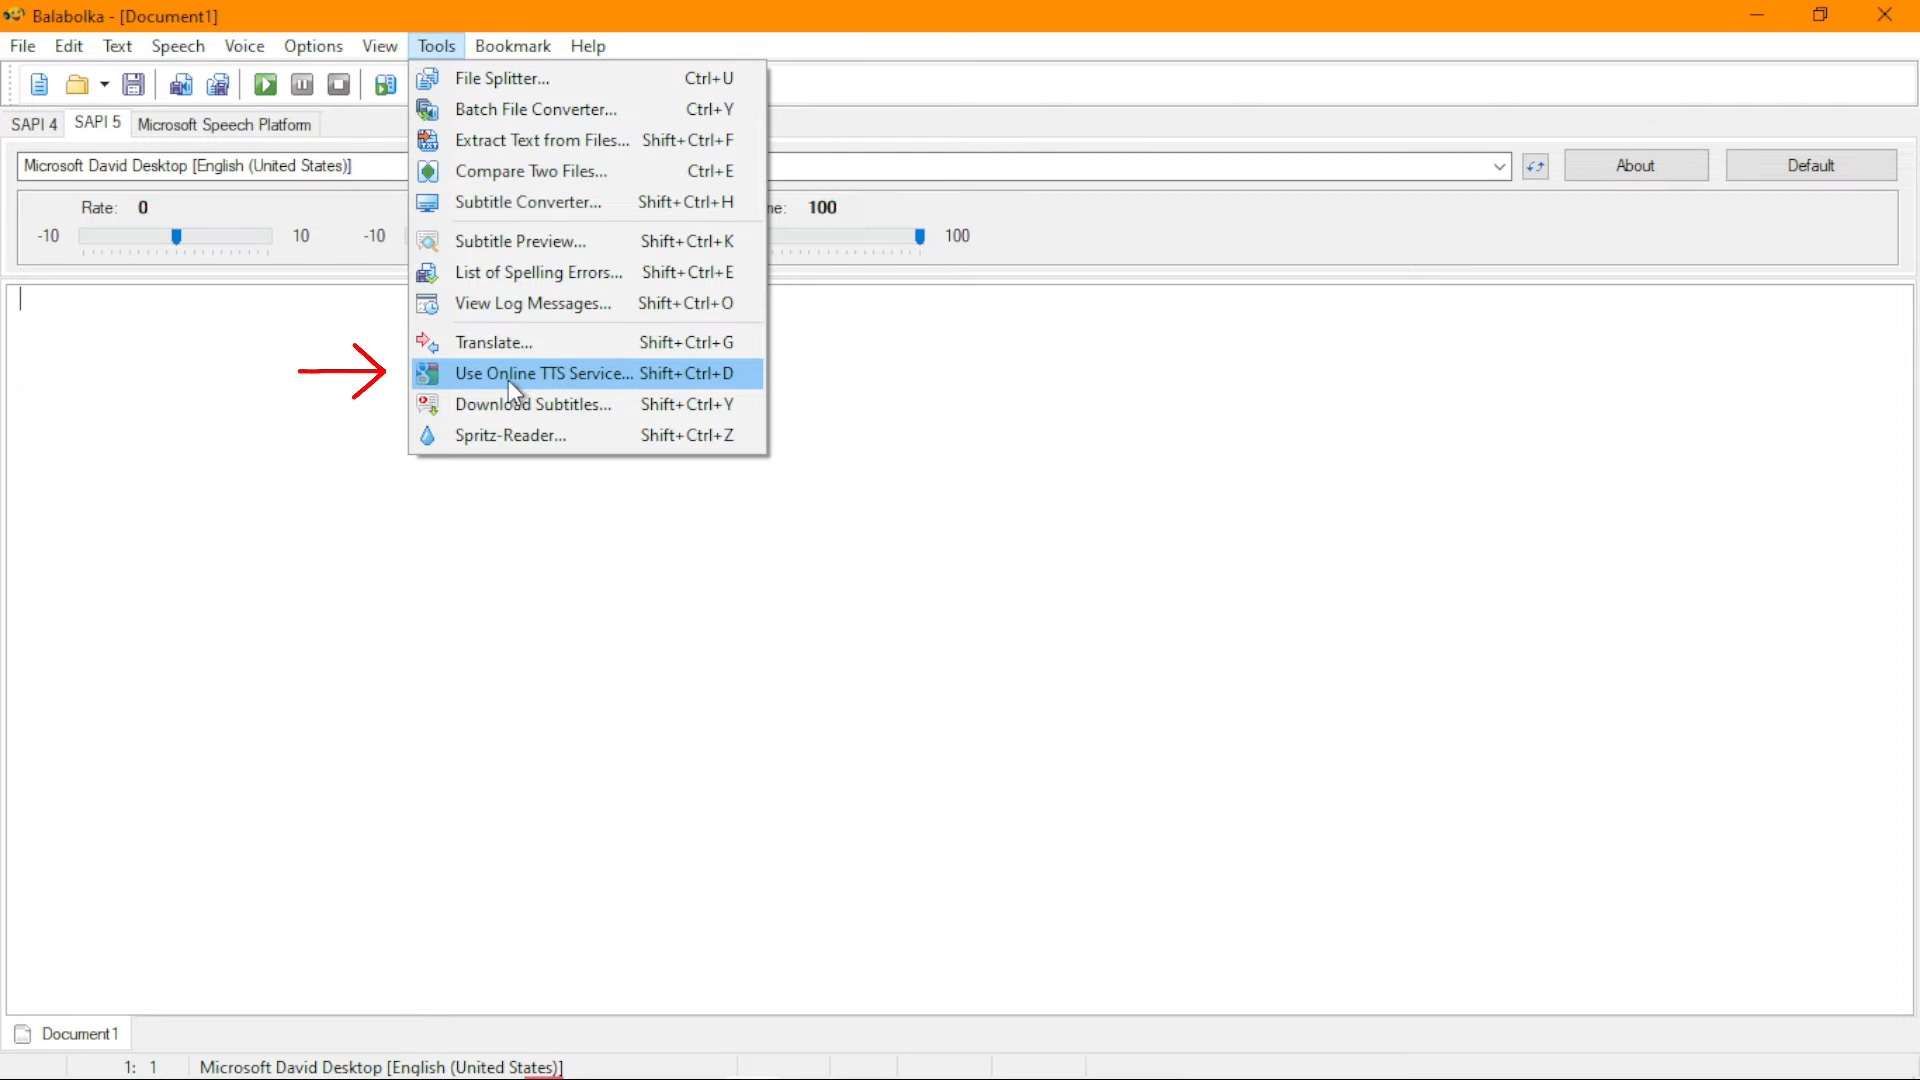 Balabolka - [Document1]
File Edit Text Speech Voice Options View Tools Bookmark Help
SAPI 4 SAPI 5 Microsoft Speech Platform
Microsoft David Desktop [English (United States)] About Default
Rate: 0 100
-10 10 -10 100
File Splitter... Ctrl+U
Batch File Converter... Ctrl+Y
Extract Text from Files... Shift+Ctrl+F
Compare Two Files... Ctrl+E
Subtitle Converter... Shift+Ctrl+H
Subtitle Preview... Shift+Ctrl+K
List of Spelling Errors... Shift+Ctrl+E
View Log Messages... Shift+Ctrl+O
Translate... Shift+Ctrl+G
Use Online TTS Service... Shift+Ctrl+D
Download Subtitles... Shift+Ctrl+Y
Spritz-Reader... Shift+Ctrl+Z
Document1
1: 1 Microsoft David Desktop [English (United States)]